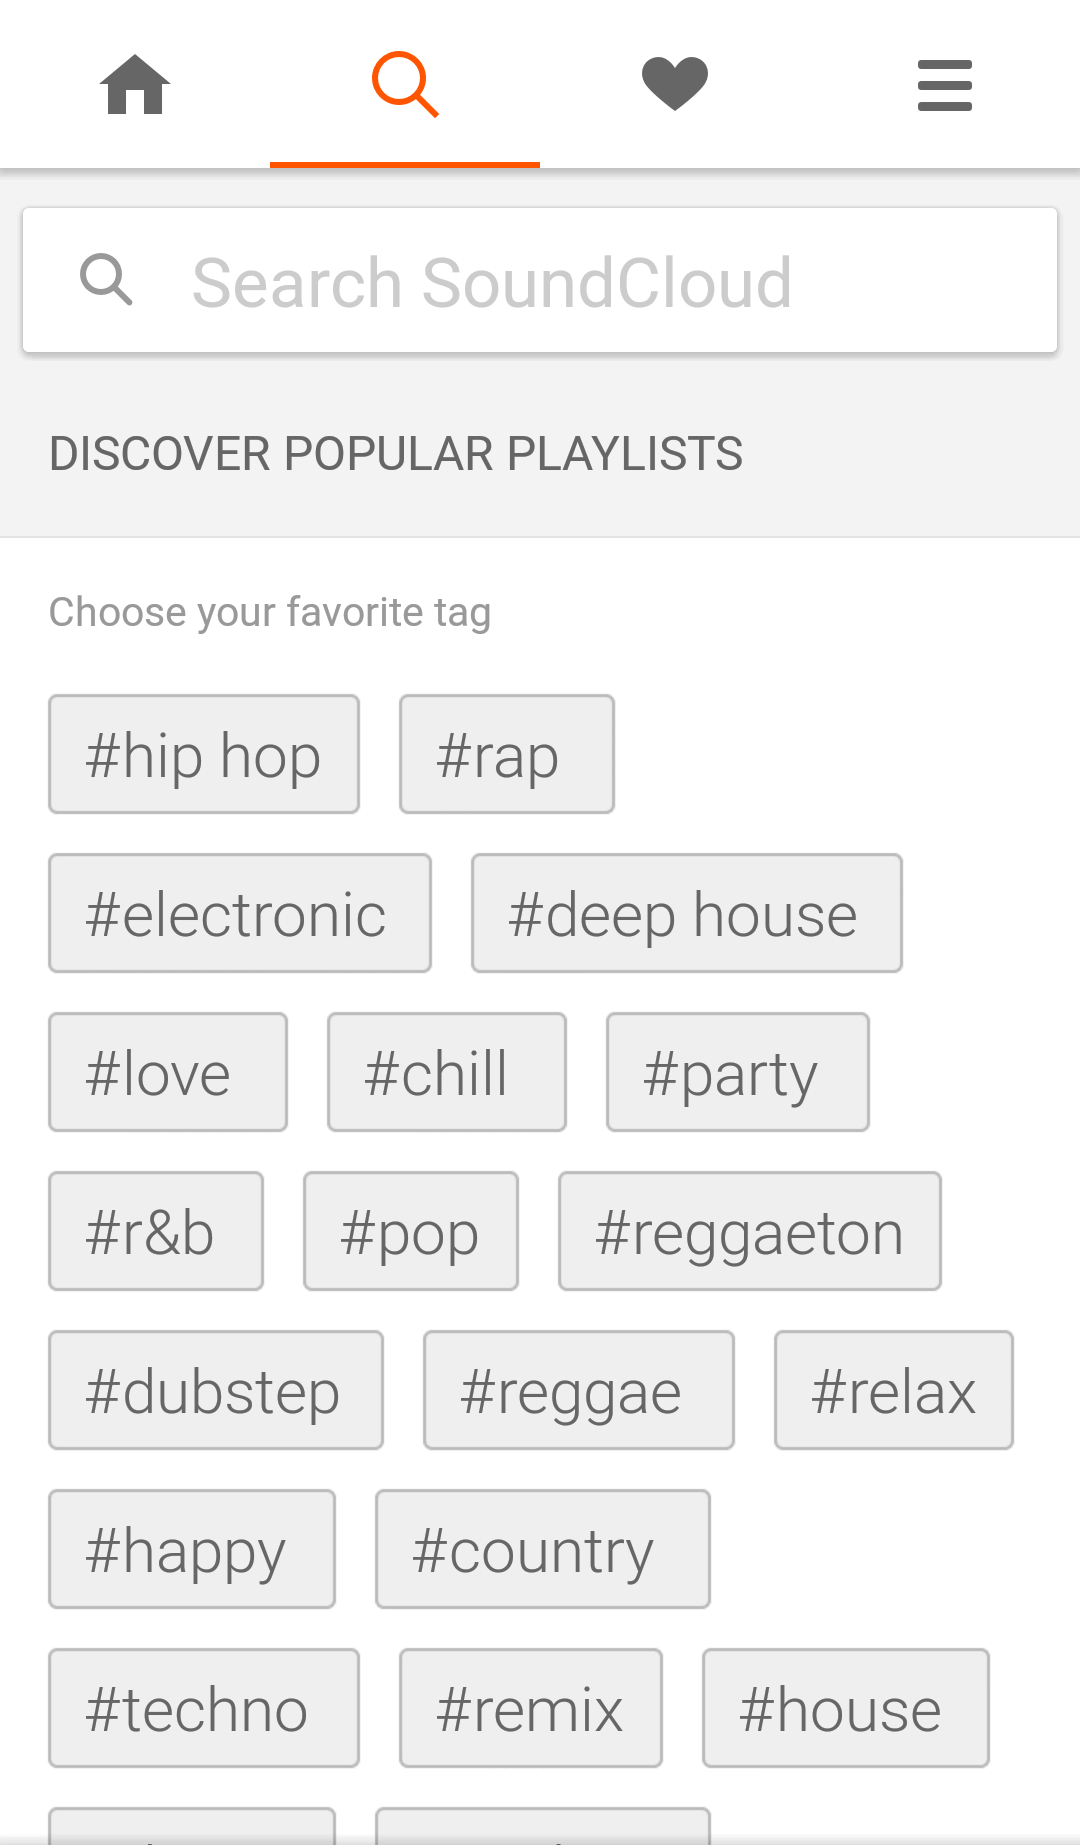 Search SoundCloud
DISCOVER POPULAR PLAYLISTS
Choose your favorite tag
#hip hop #rap
#electronic #deep house
#love #chill #party
#r&b #pop #reggaeton
#dubstep #reggae #relax
#happy #country
#techno #remix #house